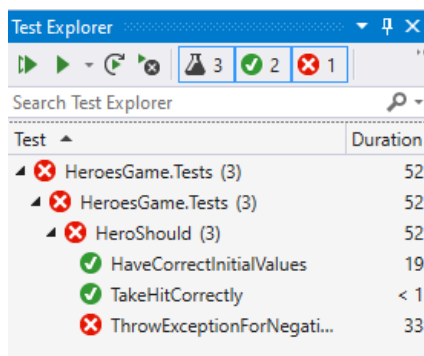 Test Explorer
3 2 1
Search Test Explorer
Test Duration
HeroesGame.Tests (3) 52
HeroesGame.Tests (3) 52
HeroShould (3) 52
HaveCorrectInitialValues 19
TakeHitCorrectly < 1
ThrowExceptionForNegati... 33